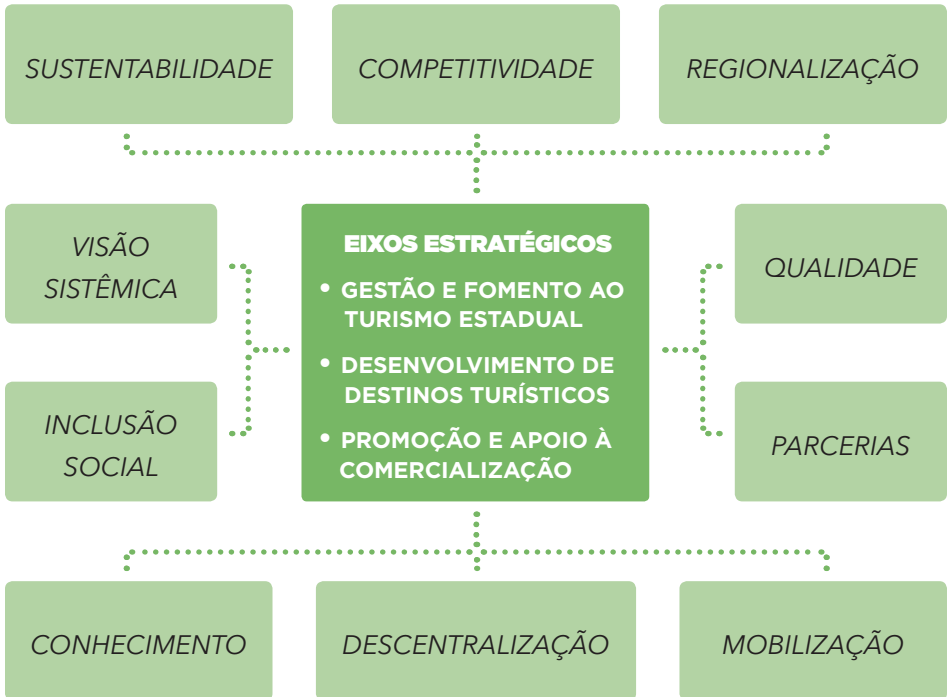 SUSTENTABILIDADE
COMPETITIVIDADE
REGIONALIZAÇÃO
VISÃO
SISTÊMICA
EIXOS ESTRATÉGICOS
• GESTÃO E FOMENTO AO
TURISMO ESTADUAL
• DESENVOLVIMENTO DE
DESTINOS TURÍSTICOS
• PROMOÇÃO E APOIO À
COMERCIALIZAÇÃO
QUALIDADE
INCLUSÃO
SOCIAL
PARCERIAS
CONHECIMENTO
DESCENTRALIZAÇÃO
MOBILIZAÇÃO